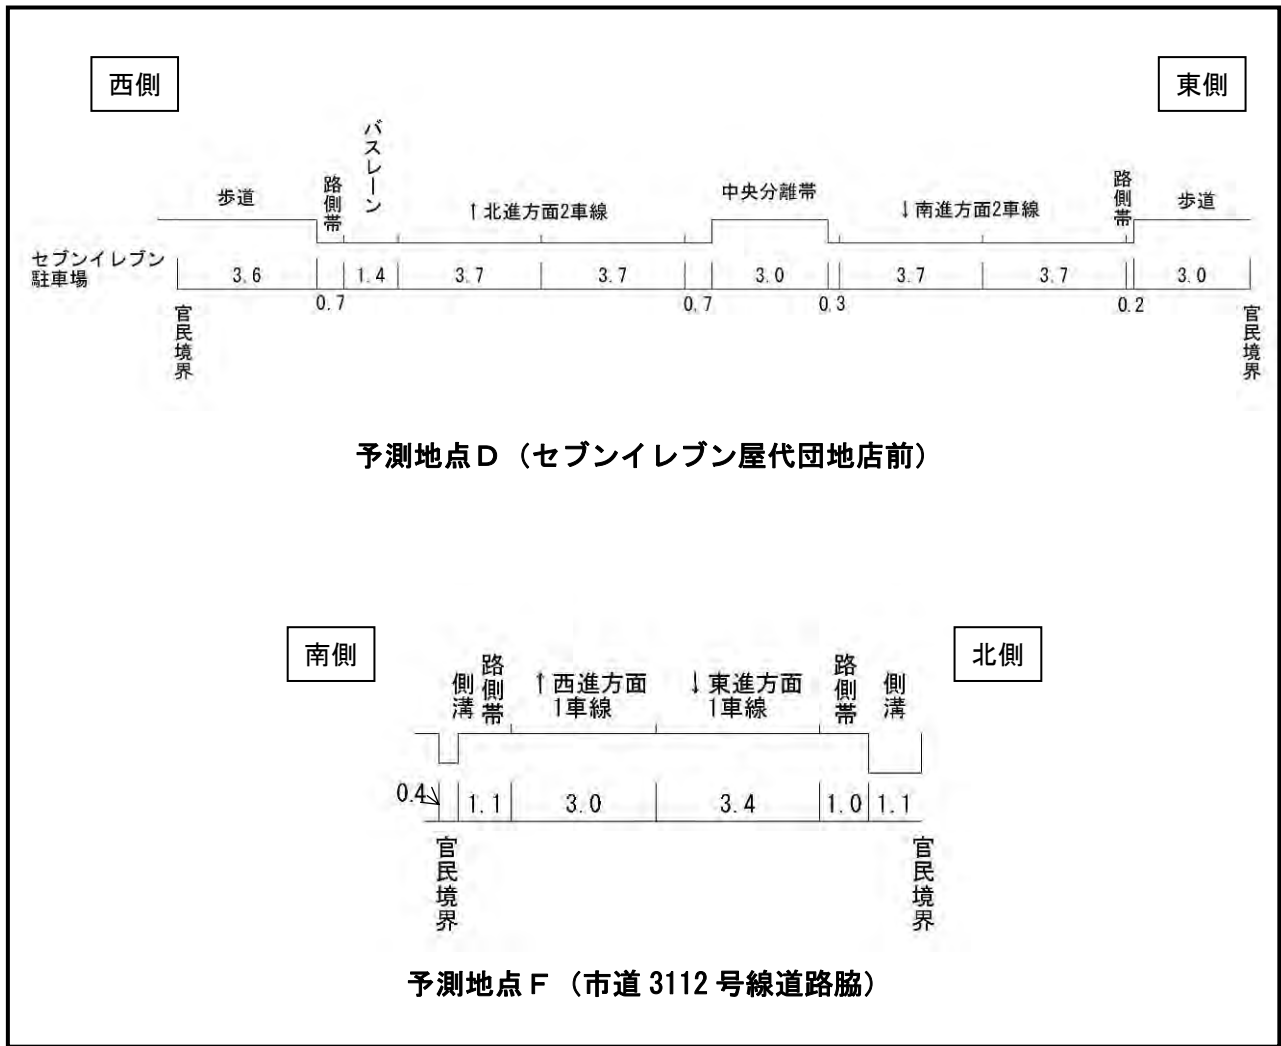 西側
東側
バスレーン
路側帯
歩道
↑北進方面2車線
中央分離帯
↓南進方面2車線
路側帯
歩道
セブンイレブン
駐車場
3.6
1.4
3.7
3.7
3.0
3.7
3.7
3.0
0.7
0.7
0.3
0.2
官民境界
官民境界
予測地点D（セブンイレブン屋代団地店前）
南側
北側
側溝
路側帯
↑西進方面
1車線
↓東進方面
1車線
路側帯
側溝
0.4
1.1
3.0
3.4
1.0
1.1
官民境界
官民境界
予測地点F（市道3112号線道路脇）